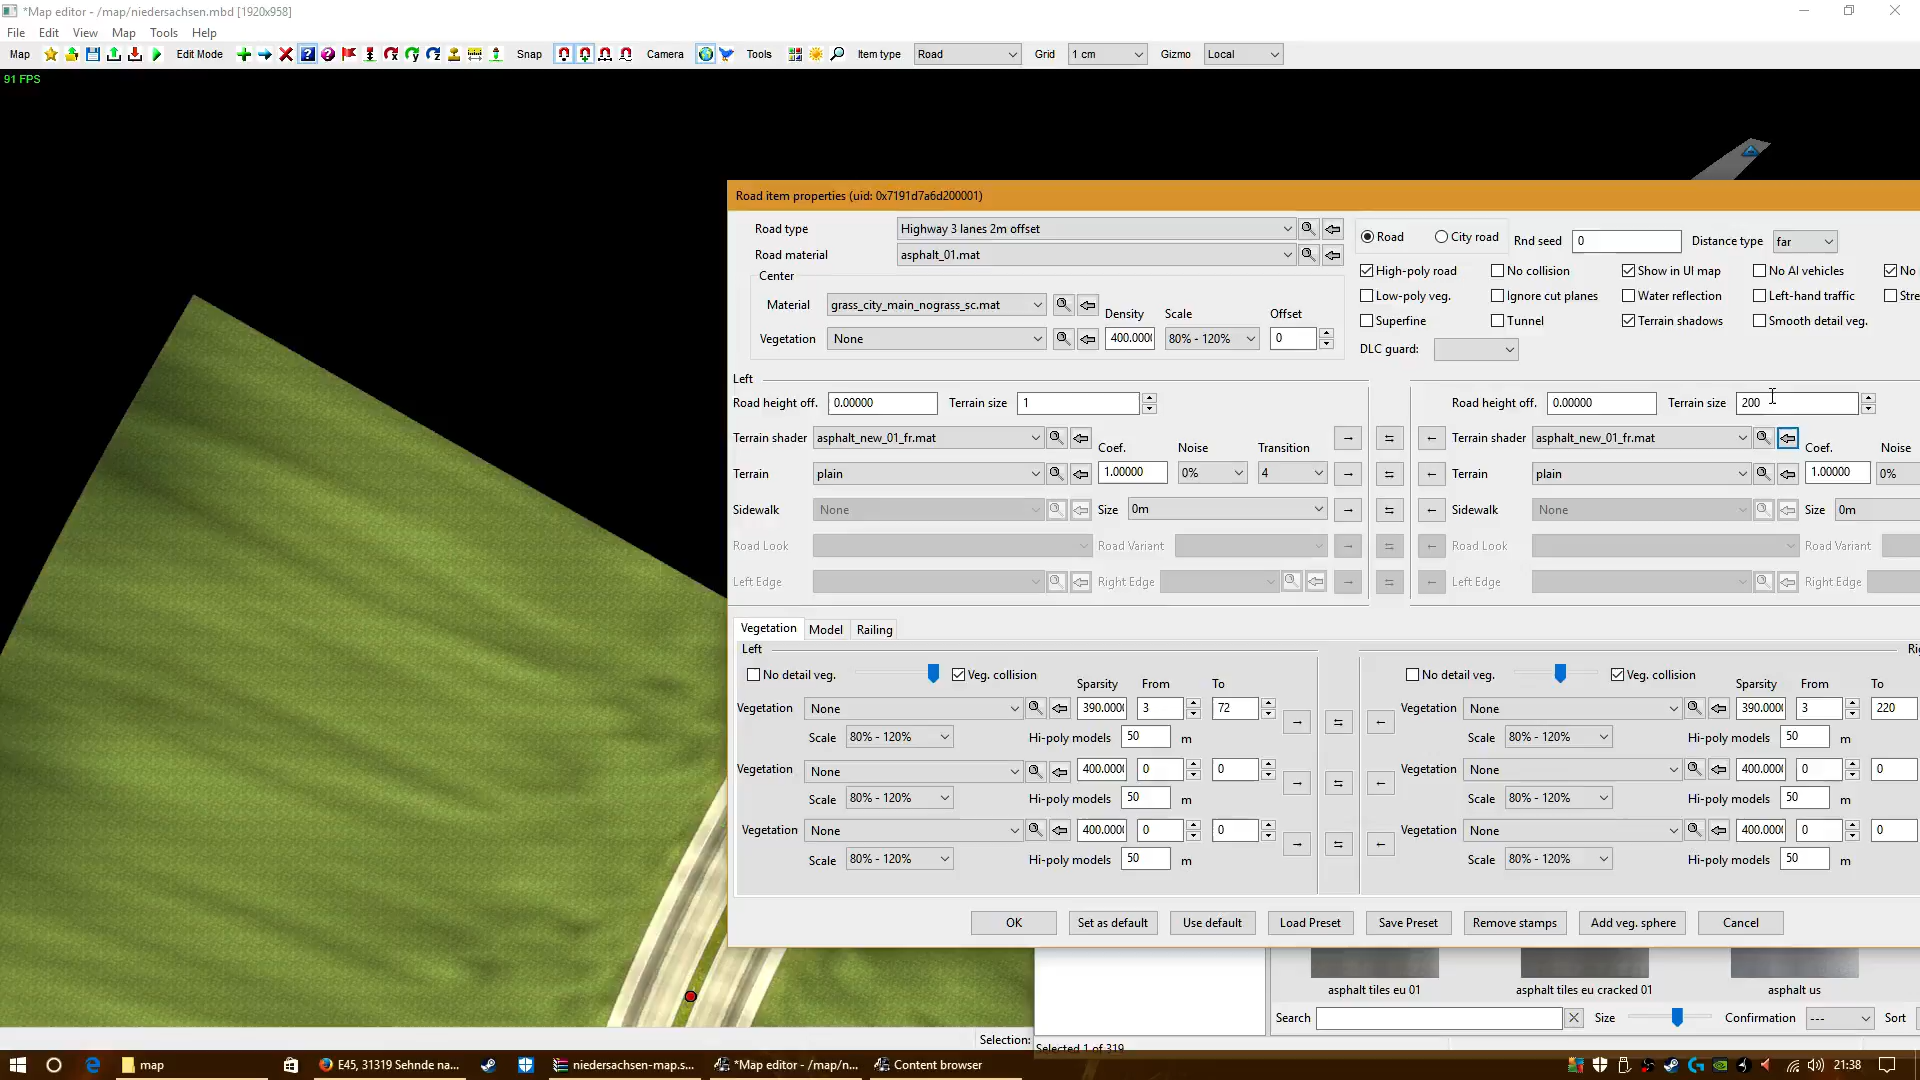 *Map editor - /map/niedersachsen.mbd [1920x958]
File Edit View Map Tools Help
Map Edit Mode Snap Camera Tools Item type Road Grid 1 cm Gizmo Local
91 FPS
Road item properties (uid: 0x7191d7a6d200001)
Road type Highway 3 lanes 2m offset Road City road Rnd seed 0 Distance type far
Road material asphalt_01.mat
High-poly road No collision Show in UI map No AI vehicles No
Center
Low-poly veg. Ignore cut planes Water reflection Left-hand traffic Stre
Material grass_city_main_nograss_sc.mat Density Scale Offset
Superfine Tunnel Terrain shadows Smooth detail veg.
Vegetation None 400.000 80% - 120% 0
DLC guard:
Left
Road height off. 0.00000 Terrain size 1 Road height off. 0.00000 Terrain size 200
Terrain shader asphalt_new_01_fr.mat Coef. Noise Transition Terrain shader asphalt_new_01_fr.mat Coef. Noise
Terrain plain 1.00000 0% 4 Terrain plain 1.00000 0%
Sidewalk None Size 0m Sidewalk None Size 0m
Road Look Road Variant Road Look Road Variant
Left Edge Right Edge Left Edge Right Edge
Vegetation Model Railing
Left Rig
No detail veg. Veg. collision Sparsity From To No detail veg. Veg. collision Sparsity From To
Vegetation None 390.000 3 72 Vegetation None 390.000 3 220
Scale 80% - 120% Hi-poly models 50 m Scale 80% - 120% Hi-poly models 50 m
Vegetation None 400.000 0 0 Vegetation None 400.000 0 0
Scale 80% - 120% Hi-poly models 50 m Scale 80% - 120% Hi-poly models 50 m
Vegetation None 400.000 0 0 Vegetation None 400.000 0 0
Scale 80% - 120% Hi-poly models 50 m Scale 80% - 120% Hi-poly models 50 m
OK Set as default Use default Load Preset Save Preset Remove stamps Add veg. sphere Cancel
asphalt tiles eu 01 asphalt tiles eu cracked 01 asphalt us
Search Size Confirmation --- Sort
Selection: Selected 1 of 319
map E45, 31319 Sehnde na... niedersachsen-map.s... *Map editor - /map/n... Content browser 21:38